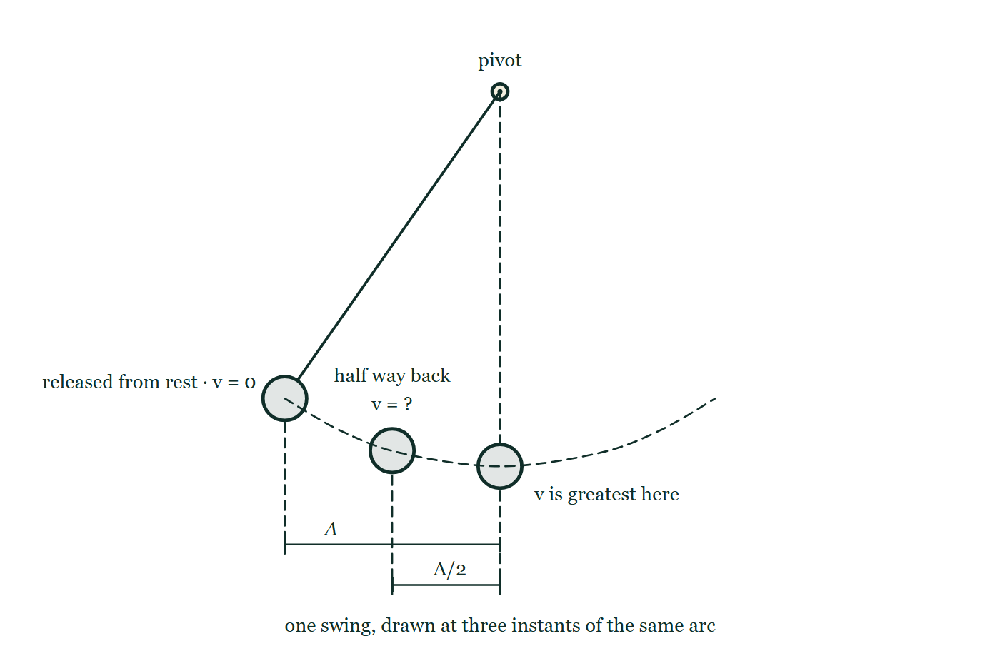 pivot
released from rest · v = 0
half way back
v = ?
v is greatest here
A
A/2
one swing, drawn at three instants of the same arc